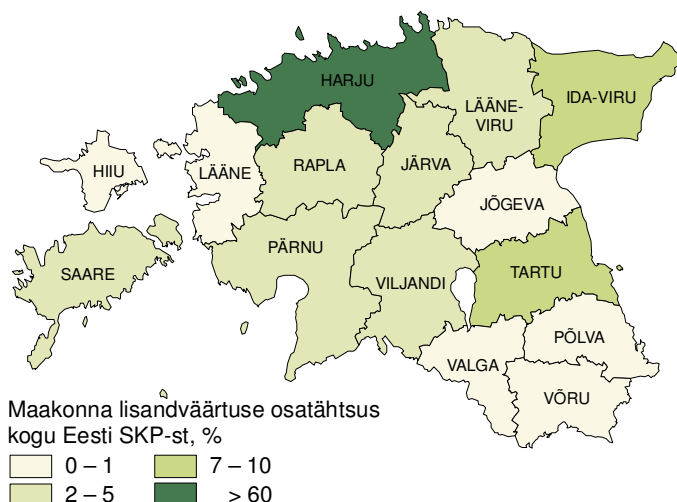 HARJU
LÄÄNE-
VIRU
IDA-VIRU
HIIU
LÄÄNE
RAPLA
JÄRVA
JÕGEVA
SAARE
PÄRNU
VILJANDI
TARTU
VALGA
PÕLVA
VÕRU
Maakonna lisandväärtuse osatähtsus
kogu Eesti SKP-st, %
0 – 1
7 – 10
2 – 5
> 60